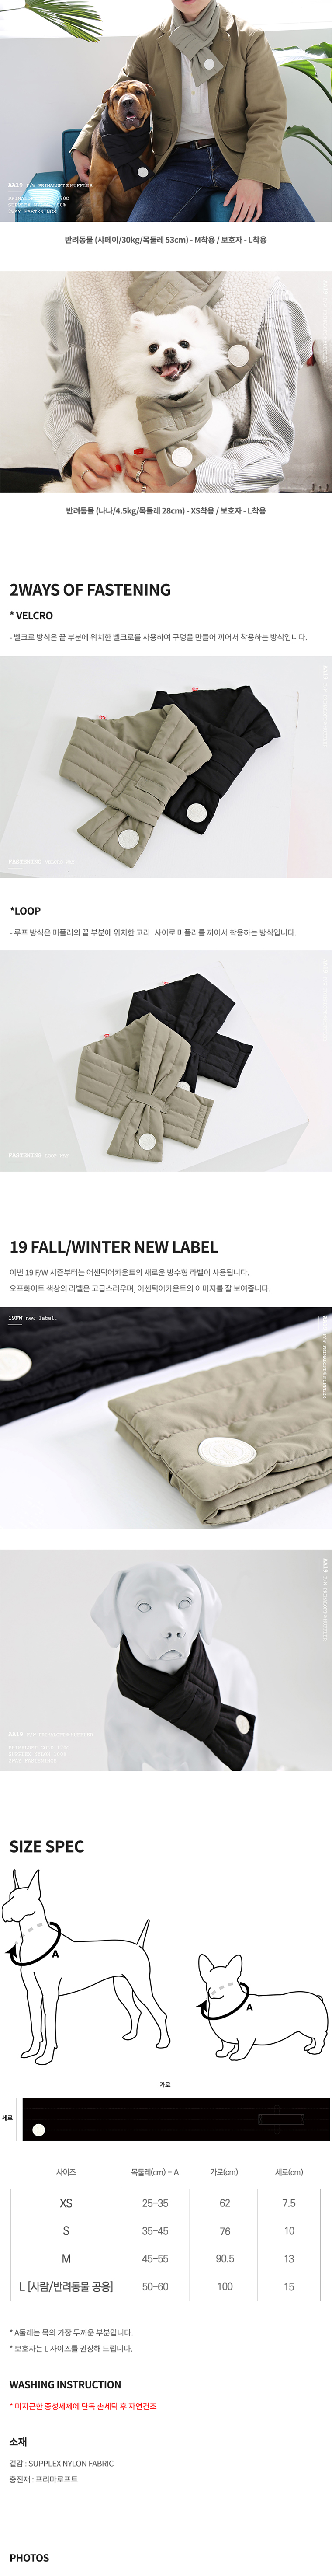 AA19 F/W PRIMALOFT®MUFFLER
반려동물 (샤페이/30kg/목둘레 53cm) - M착용 / 보호자 - L착용
반려동물 (나나/4.5kg/목둘레 28cm) - XS착용 / 보호자 - L착용
2WAYS OF FASTENING
* VELCRO
- 벨크로 방식은 끝 부분에 위치한 벨크로를 사용하여 구멍을 만들어 끼어서 착용하는 방식입니다.
FASTENING
*LOOP
- 루프 방식은 머플러의 끝 부분에 위치한 고리 사이로 머플러를 끼어서 착용하는 방식입니다.
FASTENING
19 FALL/WINTER NEW LABEL
이번 19 F/W 시즌부터는 어센틱어카운트의 새로운 방수형 라벨이 사용됩니다.
오프화이트 색상의 라벨은 고급스러우며, 어센틱어카운트의 이미지를 잘 보여줍니다.
19FW new label.
AA19 F/W PRIMALOFT®MUFFLER
SIZE SPEC
A
A
가로
세로
사이즈 목둘레(cm) - A 가로(cm) 세로(cm)
XS 25-35 62 7.5
S 35-45 76 10
M 45-55 90.5 13
L [사람/반려동물 공용] 50-60 100 15
* A둘레는 목의 가장 두꺼운 부분입니다.
* 보호자는 L 사이즈를 권장해 드립니다.
WASHING INSTRUCTION
* 미지근한 중성세제에 단독 손세탁 후 자연건조
소재
겉감 : SUPPLEX NYLON FABRIC
충전재 : 프리마로프트
PHOTOS